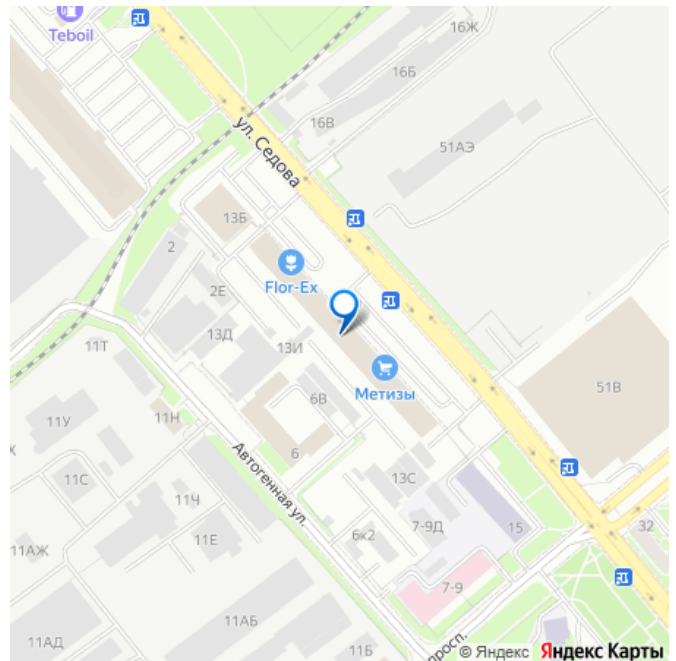 Teboil
16Ж
16Б
16В
ул. Седова
51АЭ
13Б
2
Flor-Ex
2Е
13Д
13И
11Т
Метизы
51В
6В
11У
11Н
6
Автогенная ул.
11С
13С
11Ч
15
7-9Д
32
6к2
11Е
11АЖ
7-9
11АБ
11АД
11Б
просп.
© Яндекс Яндекс Карты